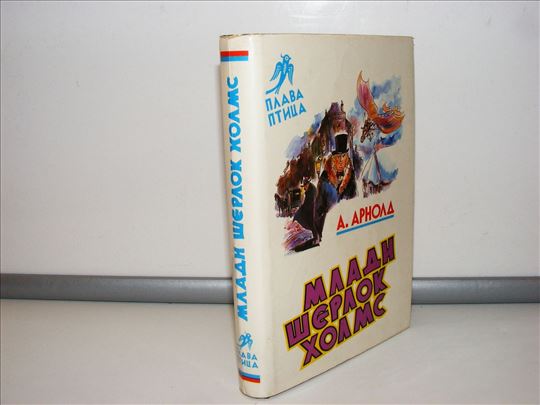 ПЛАВА
ПТИЦА
А. АРНОЛД
МЛАДИ
ШЕРЛОК
ХОЛМС
МЛАДИ ШЕРЛОК ХОЛМС
ПЛАВА
ПТИЦА